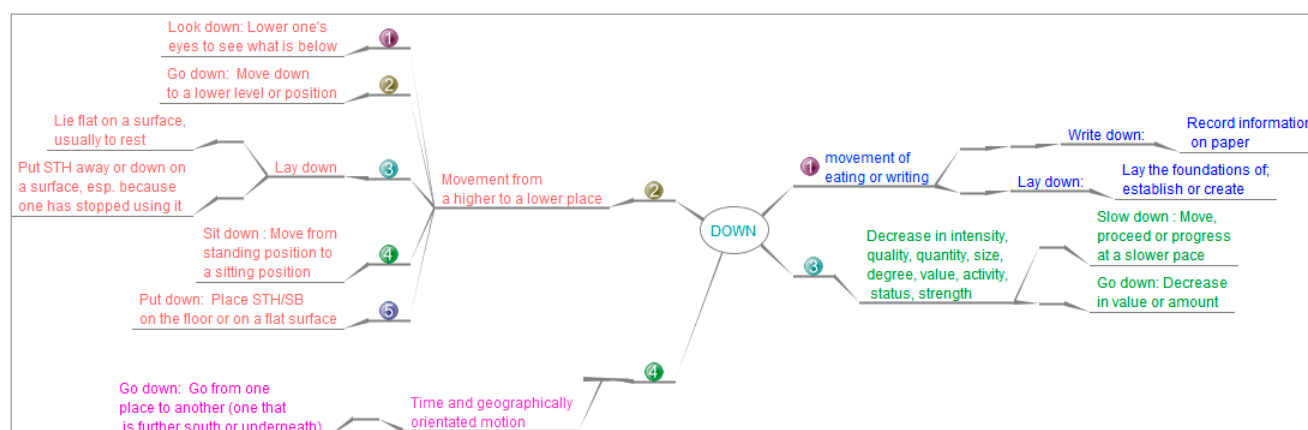 Look down: Lower one's
eyes to see what is below
1
Go down: Move down
to a lower level or position
2
Lie flat on a surface,
usually to rest
Put STH away or down on
a surface, esp. because
one has stopped using it
Lay down
3
Sit down : Move from
standing position to
a sitting position
4
Put down: Place STH/SB
on the floor or on a flat surface
5
Movement from
a higher to a lower place
2
DOWN
1
movement of
eating or writing
Write down:
Record information
on paper
Lay down:
Lay the foundations of;
establish or create
3
Decrease in intensity,
quality, quantity, size,
degree, value, activity,
status, strength
Slow down : Move,
proceed or progress
at a slower pace
Go down: Decrease
in value or amount
4
Time and geographically
orientated motion
Go down: Go from one
place to another (one that
is further south or underneath)